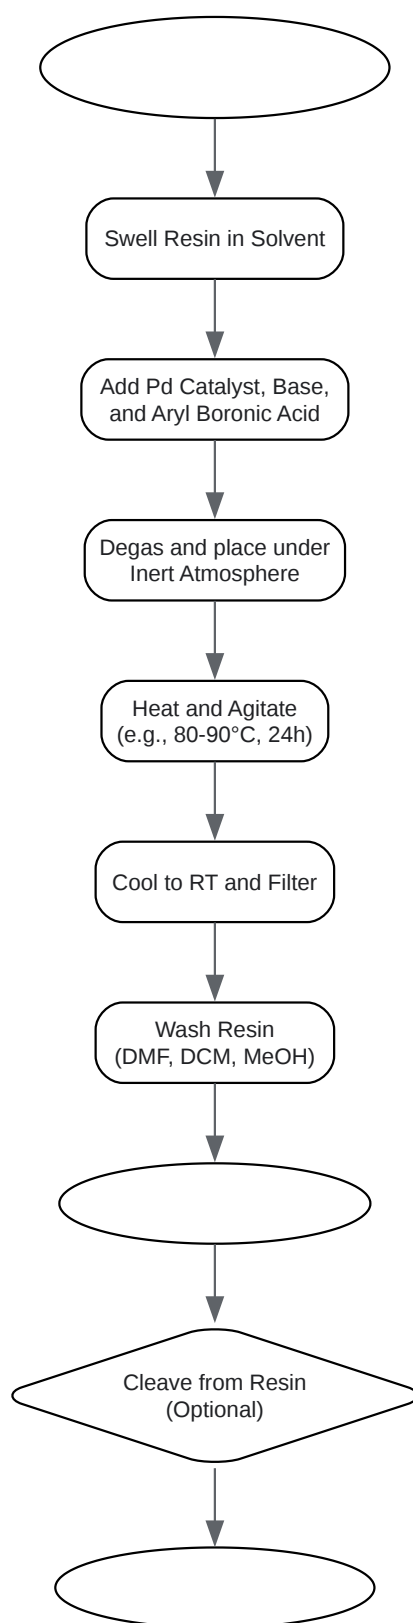 Swell Resin in Solvent
Add Pd Catalyst, Base,
and Aryl Boronic Acid
Degas and place under
Inert Atmosphere
Heat and Agitate
(e.g., 80-90°C, 24h)
Cool to RT and Filter
Wash Resin
(DMF, DCM, MeOH)
Cleave from Resin
(Optional)